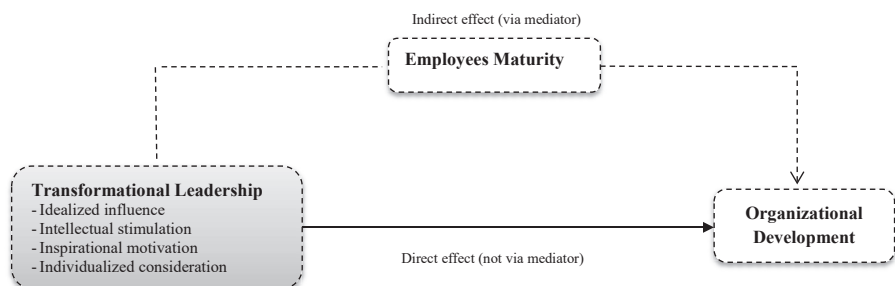 Indirect effect (via mediator)
Employees Maturity
Transformational Leadership
- Idealized influence
- Intellectual stimulation
- Inspirational motivation
- Individualized consideration
Organizational
Development
Direct effect (not via mediator)